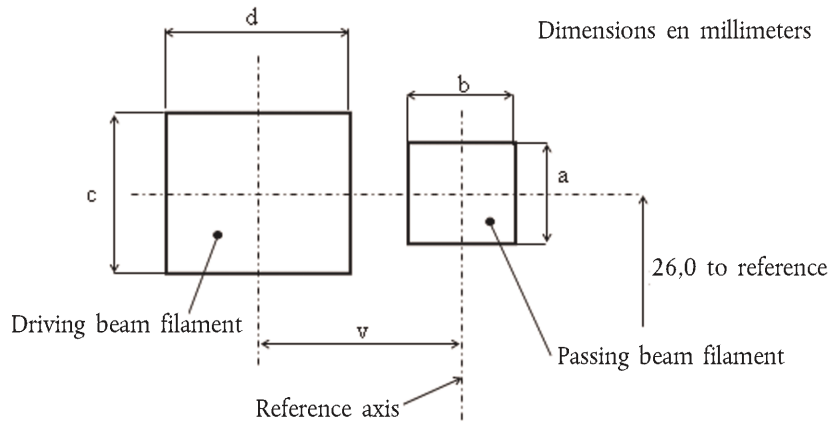 d
Dimensions en millimeters
b
a
c
26,0 to reference
Driving beam filament
v
Passing beam filament
Reference axis